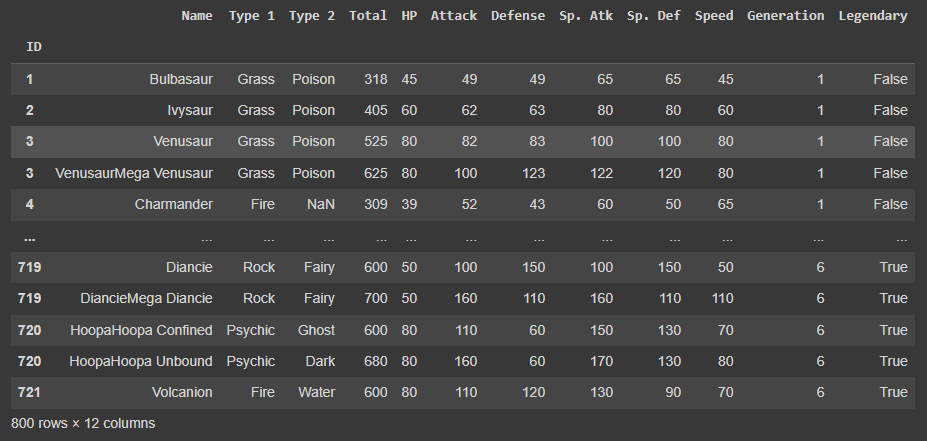 Name Type 1 Type 2 Total HP Attack Defense Sp. Atk Sp. Def Speed Generation Legendary
ID
1 Bulbasaur Grass Poison 318 45 49 49 65 65 45 1 False
2 Ivysaur Grass Poison 405 60 62 63 80 80 60 1 False
3 Venusaur Grass Poison 525 80 82 83 100 100 80 1 False
3 VenusaurMega Venusaur Grass Poison 625 80 100 123 122 120 80 1 False
4 Charmander Fire NaN 309 39 52 43 60 50 65 1 False
... ... ... ... ... ... ... ... ... ... ... ... ...
719 Diancie Rock Fairy 600 50 100 150 100 150 50 6 True
719 DiancieMega Diancie Rock Fairy 700 50 160 110 160 110 110 6 True
720 HoopaHoopa Confined Psychic Ghost 600 80 110 60 150 130 70 6 True
720 HoopaHoopa Unbound Psychic Dark 680 80 160 60 170 130 80 6 True
721 Volcanion Fire Water 600 80 110 120 130 90 70 6 True
800 rows × 12 columns